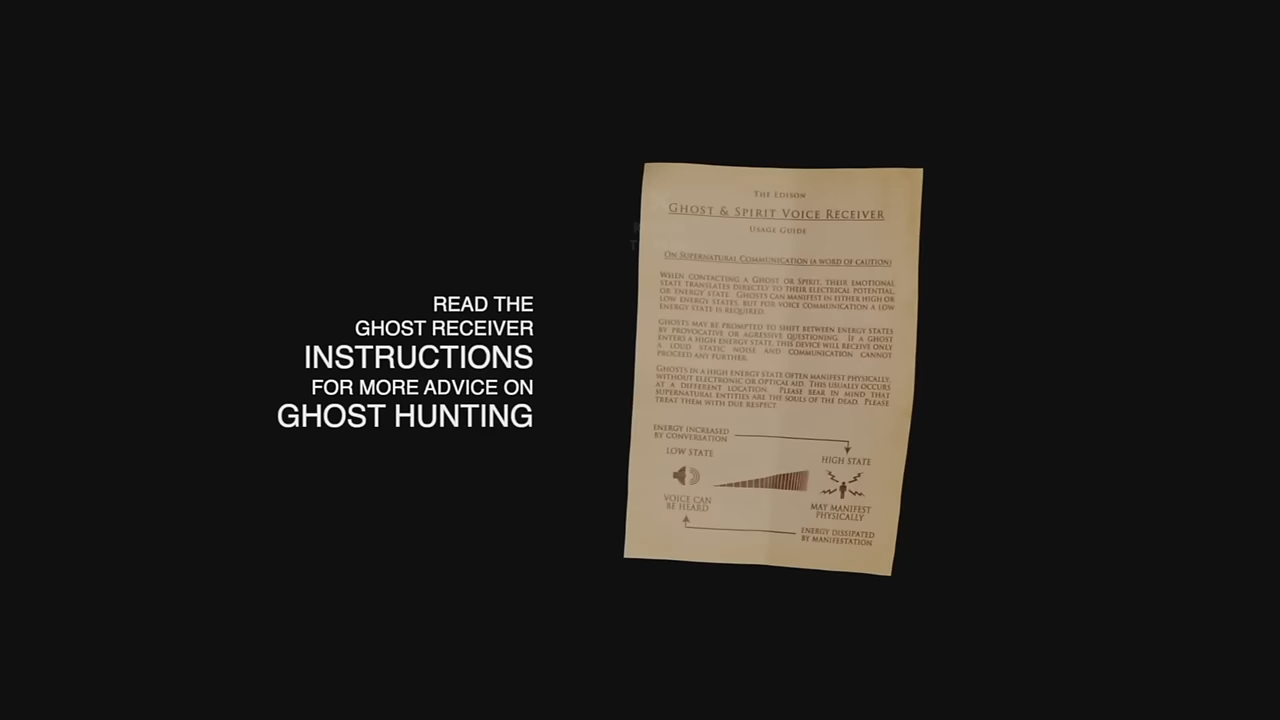 READ THE
GHOST RECEIVER
INSTRUCTIONS
FOR MORE ADVICE ON
GHOST HUNTING
THE EDISON
GHOST & SPIRIT VOICE RECEIVER
USAGE GUIDE
ON SUPERNATURAL COMMUNICATION (A WORD OF CAUTION)
WHEN CONTACTING A GHOST OR SPIRIT, THEIR EMOTIONAL
STATE TRANSLATES DIRECTLY TO THEIR ELECTRICAL POTENTIAL,
OR ENERGY STATE. GHOSTS CAN MANIFEST IN EITHER HIGH OR
LOW ENERGY STATES, BUT FOR VOICE COMMUNICATION A LOW
ENERGY STATE IS REQUIRED.
GHOSTS MAY BE PROMPTED TO SHIFT BETWEEN ENERGY STATES
BY PROVOCATIVE OR AGRESSIVE QUESTIONING. IF A GHOST
ENTERS A HIGH ENERGY STATE, THIS DEVICE WILL RECEIVE ONLY
A LOUD STATIC NOISE AND COMMUNICATION CANNOT
PROCEED ANY FURTHER.
GHOSTS IN A HIGH ENERGY STATE OFTEN MANIFEST PHYSICALLY,
WITHOUT ELECTRONIC OR OPTICAL AID. THIS USUALLY OCCURS
AT A DIFFERENT LOCATION. PLEASE BEAR IN MIND THAT
SUPERNATURAL ENTITIES ARE THE SOULS OF THE DEAD. PLEASE
TREAT THEM WITH DUE RESPECT.
ENERGY INCREASED
BY CONVERSATION
LOW STATE
HIGH STATE
VOICE CAN
BE HEARD
MAY MANIFEST
PHYSICALLY
ENERGY DISSIPATED
BY MANIFESTATION